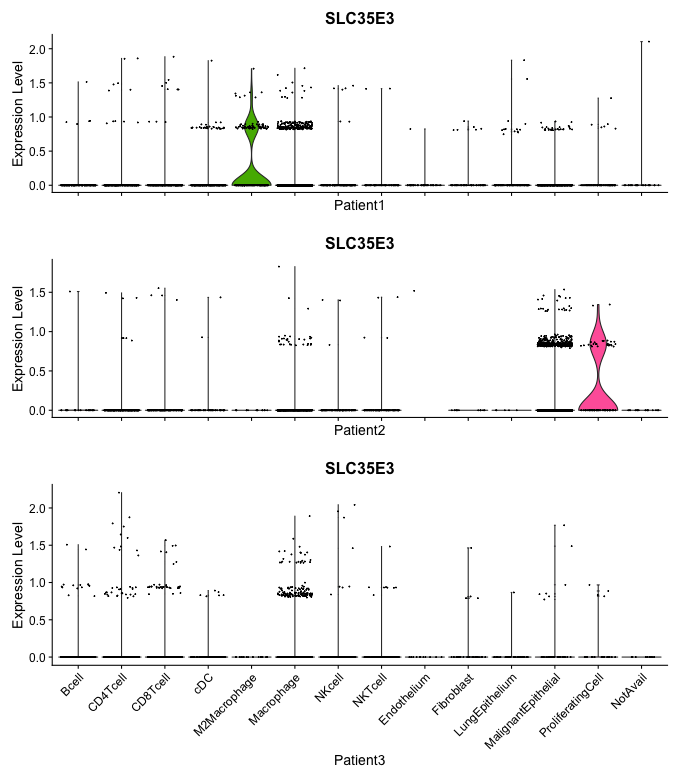 SLC35E3
Expression Level
2.0
1.5
1.0
0.5
0.0
Patient1
SLC35E3
Expression Level
1.5
1.0
0.5
0.0
Patient2
SLC35E3
Expression Level
2.0
1.5
1.0
0.5
0.0
Bcell
CD4Tcell
CD8Tcell
cDC
M2Macrophage
Macrophage
NKcell
NKTcell
Endothelium
Fibroblast
LungEpithelium
MalignantEpithelial
ProliferatingCell
NotAvail
Patient3